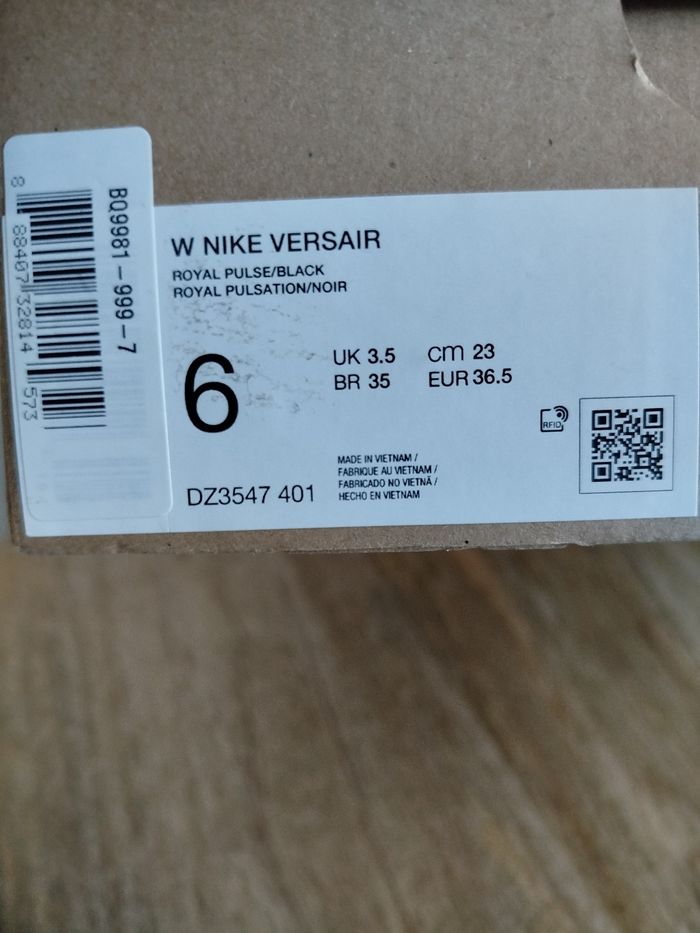 BQ9981-999-7
8 88407 32814 573
W NIKE VERSAIR
ROYAL PULSE/BLACK
ROYAL PULSATION/NOIR
6
UK 3.5 cm 23
BR 35 EUR 36.5
RFID
MADE IN VIETNAM /
FABRIQUE AU VIETNAM /
FABRICADO NO VIETNÃ /
HECHO EN VIETNAM
DZ3547 401